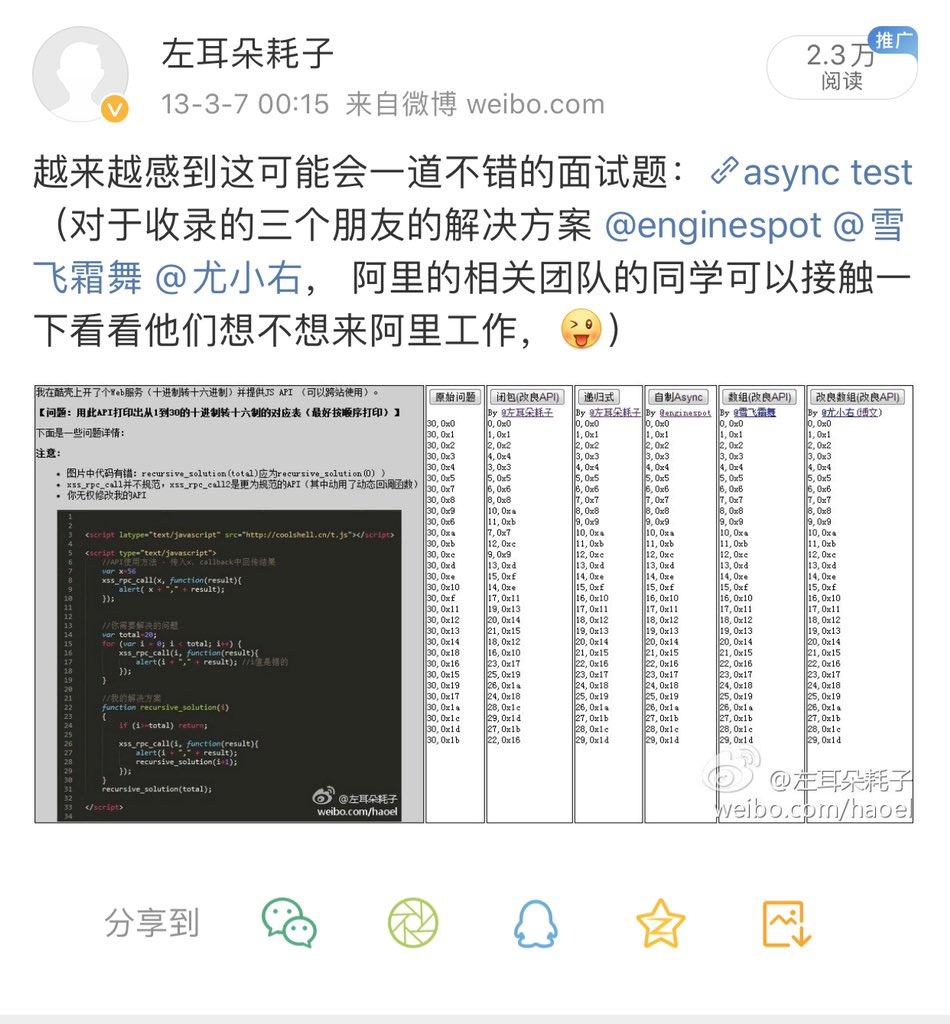 左耳朵耗子
13-3-7 00:15 来自微博 weibo.com
2.3万
阅读
推广
越来越感到这可能会一道不错的面试题： async test
（对于收录的三个朋友的解决方案 @enginespot @雪
飞霜舞 @尤小右， 阿里的相关团队的同学可以接触一
下看看他们想不想来阿里工作， ）
我在酷壳上开了个Web服务（十进制转十六进制）并提供JS API （可以跨站使用）。
【问题：用此API打印出从1到30的十进制转十六制的对应表（最好按顺序打印）】
下面是一些问题详情：
注意：
• 图片中代码有错：recursive_solution(total)应为recursive_solution(0) )
• xss_rpc_call并不规范，xss_rpc_call2是更为规范的API（其中动用了动态回调函数）
• 你无权修改我的API
1
2
3 <script latype="text/javascript" src="http://coolshell.cn/t.js"></script>
4
5 <script type="text/javascript">
6 //API使用方法 - 传入x, callback中回传结果
7 var x=56
8 xss_rpc_call(x, function(result){
9 alert( x + "," + result);
10 });
11
12
13 //你需要解决的问题
14 var total=20;
15 for (var i = 0; i < total; i++) {
16 xss_rpc_call(i, function(result){
17 alert(i + "," + result); //i值是错的
18 });
19 }
20
21 //我的解决方案
22 function recursive_solution(i)
23 {
24 if (i>=total) return;
25
26 xss_rpc_call(i, function(result){
27 alert(i + "," + result);
28 recursive_solution(i+1);
29 });
30 }
31 recursive_solution(total);
32
33 </script>
34
@左耳朵耗子
weibo.com/haoel
原始问题
30,0x0
30,0x1
30,0x2
30,0x3
30,0x4
30,0x5
30,0x7
30,0x8
30,0x9
30,0x6
30,0xa
30,0xb
30,0xc
30,0xd
30,0xe
30,0x10
30,0xf
30,0x11
30,0x12
30,0x13
30,0x14
30,0x18
30,0x16
30,0x15
30,0x19
30,0x17
30,0x1a
30,0x1c
30,0x1d
30,0x1b
闭包(改良API)
By @左耳朵耗子
0,0x0
1,0x1
2,0x2
4,0x4
3,0x3
5,0x5
6,0x6
8,0x8
10,0xa
11,0xb
7,0x7
12,0xc
9,0x9
13,0xd
15,0xf
14,0xe
17,0x11
19,0x13
20,0x14
21,0x15
18,0x12
16,0x10
23,0x17
25,0x19
26,0x1a
24,0x18
28,0x1c
29,0x1d
27,0x1b
22,0x16
递归式
By @左耳朵耗子
0,0x0
1,0x1
2,0x2
3,0x3
4,0x4
5,0x5
6,0x6
7,0x7
8,0x8
9,0x9
10,0xa
11,0xb
12,0xc
13,0xd
14,0xe
15,0xf
16,0x10
17,0x11
18,0x12
19,0x13
20,0x14
21,0x15
22,0x16
23,0x17
24,0x18
25,0x19
26,0x1a
27,0x1b
28,0x1c
29,0x1d
自制Async
By @enginespot
0,0x0
1,0x1
2,0x2
3,0x3
4,0x4
5,0x5
6,0x6
7,0x7
8,0x8
9,0x9
10,0xa
11,0xb
12,0xc
13,0xd
14,0xe
15,0xf
16,0x10
17,0x11
18,0x12
19,0x13
20,0x14
21,0x15
22,0x16
23,0x17
24,0x18
25,0x19
26,0x1a
27,0x1b
28,0x1c
29,0x1d
数组(改良API)
By @雪飞霜舞
0,0x0
1,0x1
2,0x2
3,0x3
4,0x4
5,0x5
6,0x6
7,0x7
8,0x8
9,0x9
10,0xa
11,0xb
12,0xc
13,0xd
14,0xe
15,0xf
16,0x10
17,0x11
18,0x12
19,0x13
20,0x14
21,0x15
22,0x16
23,0x17
24,0x18
25,0x19
26,0x1a
27,0x1b
28,0x1c
29,0x1d
改良数组(改良API)
By @尤小右(博文)
0,0x0
1,0x1
2,0x2
3,0x3
4,0x4
5,0x5
6,0x6
7,0x7
8,0x8
9,0x9
10,0xa
11,0xb
12,0xc
13,0xd
14,0xe
15,0xf
16,0x10
17,0x11
18,0x12
19,0x13
20,0x14
21,0x15
22,0x16
23,0x17
24,0x18
25,0x19
26,0x1a
27,0x1b
28,0x1c
29,0x1d
@左耳朵耗子
weibo.com/haoel
分享到